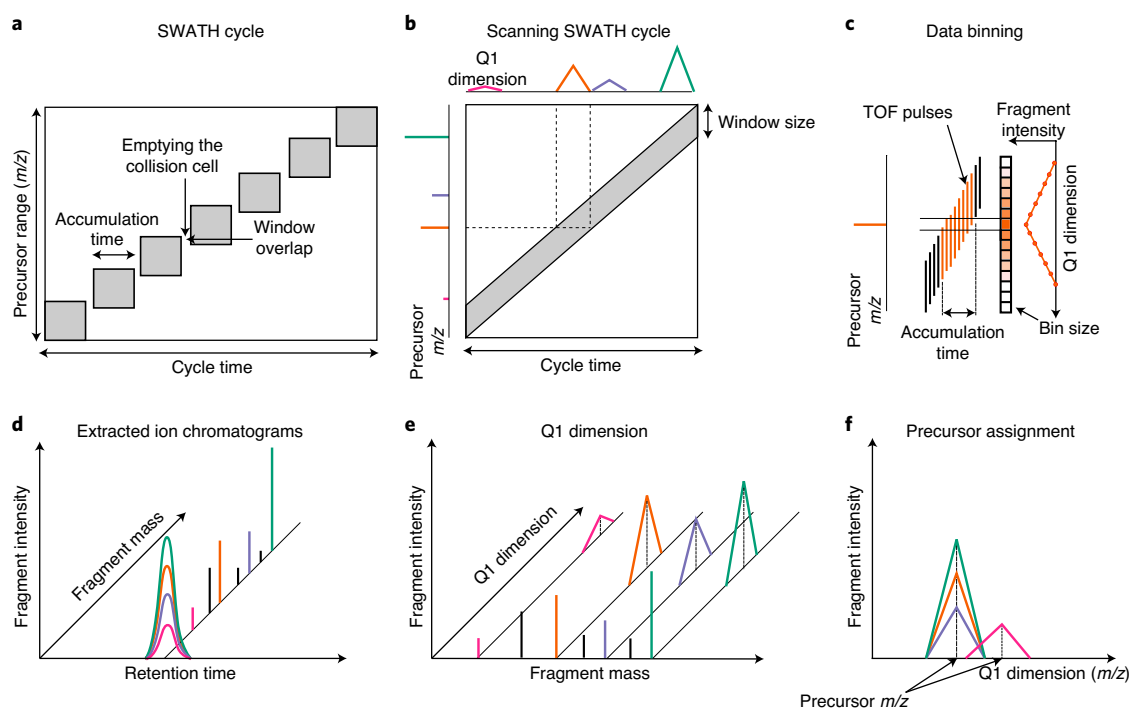 a
SWATH cycle
Precursor range (m/z)
Emptying the
collision cell
Accumulation
time
Window
overlap
Cycle time
b
Scanning SWATH cycle
Q1
dimension
Window size
Precursor
m/z
Cycle time
c
Data binning
TOF pulses
Fragment
intensity
Q1 dimension
Precursor
m/z
Accumulation
time
Bin size
d
Extracted ion chromatograms
Fragment intensity
Fragment mass
Retention time
e
Q1 dimension
Fragment intensity
Q1 dimension
Fragment mass
f
Precursor assignment
Fragment intensity
Q1 dimension (m/z)
Precursor m/z